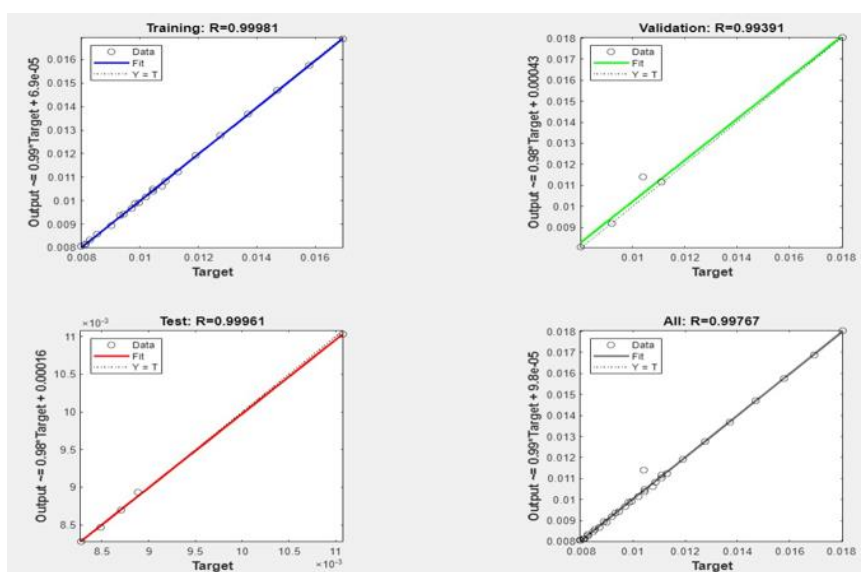 Training: R=0.99981
Output ~= 0.99*Target + 6.9e-05
0.016
0.015
0.014
0.013
0.012
0.011
0.01
0.009
0.008
Data
Fit
Y = T
0.008
0.01
0.012
0.014
0.016
Target
Validation: R=0.99391
Output ~= 0.98*Target + 0.00043
0.018
0.017
0.016
0.015
0.014
0.013
0.012
0.011
0.01
0.009
Data
Fit
Y = T
0.01
0.012
0.014
0.016
0.018
Target
Test: R=0.99961
Output ~= 0.98*Target + 0.00016
×10⁻³
11
10.5
10
9.5
9
8.5
Data
Fit
Y = T
8.5
9
9.5
10
10.5
11
Target
×10⁻³
All: R=0.99767
Output ~= 0.99*Target + 9.8e-05
0.018
0.017
0.016
0.015
0.014
0.013
0.012
0.011
0.01
0.009
0.008
Data
Fit
Y = T
0.008
0.01
0.012
0.014
0.016
0.018
Target